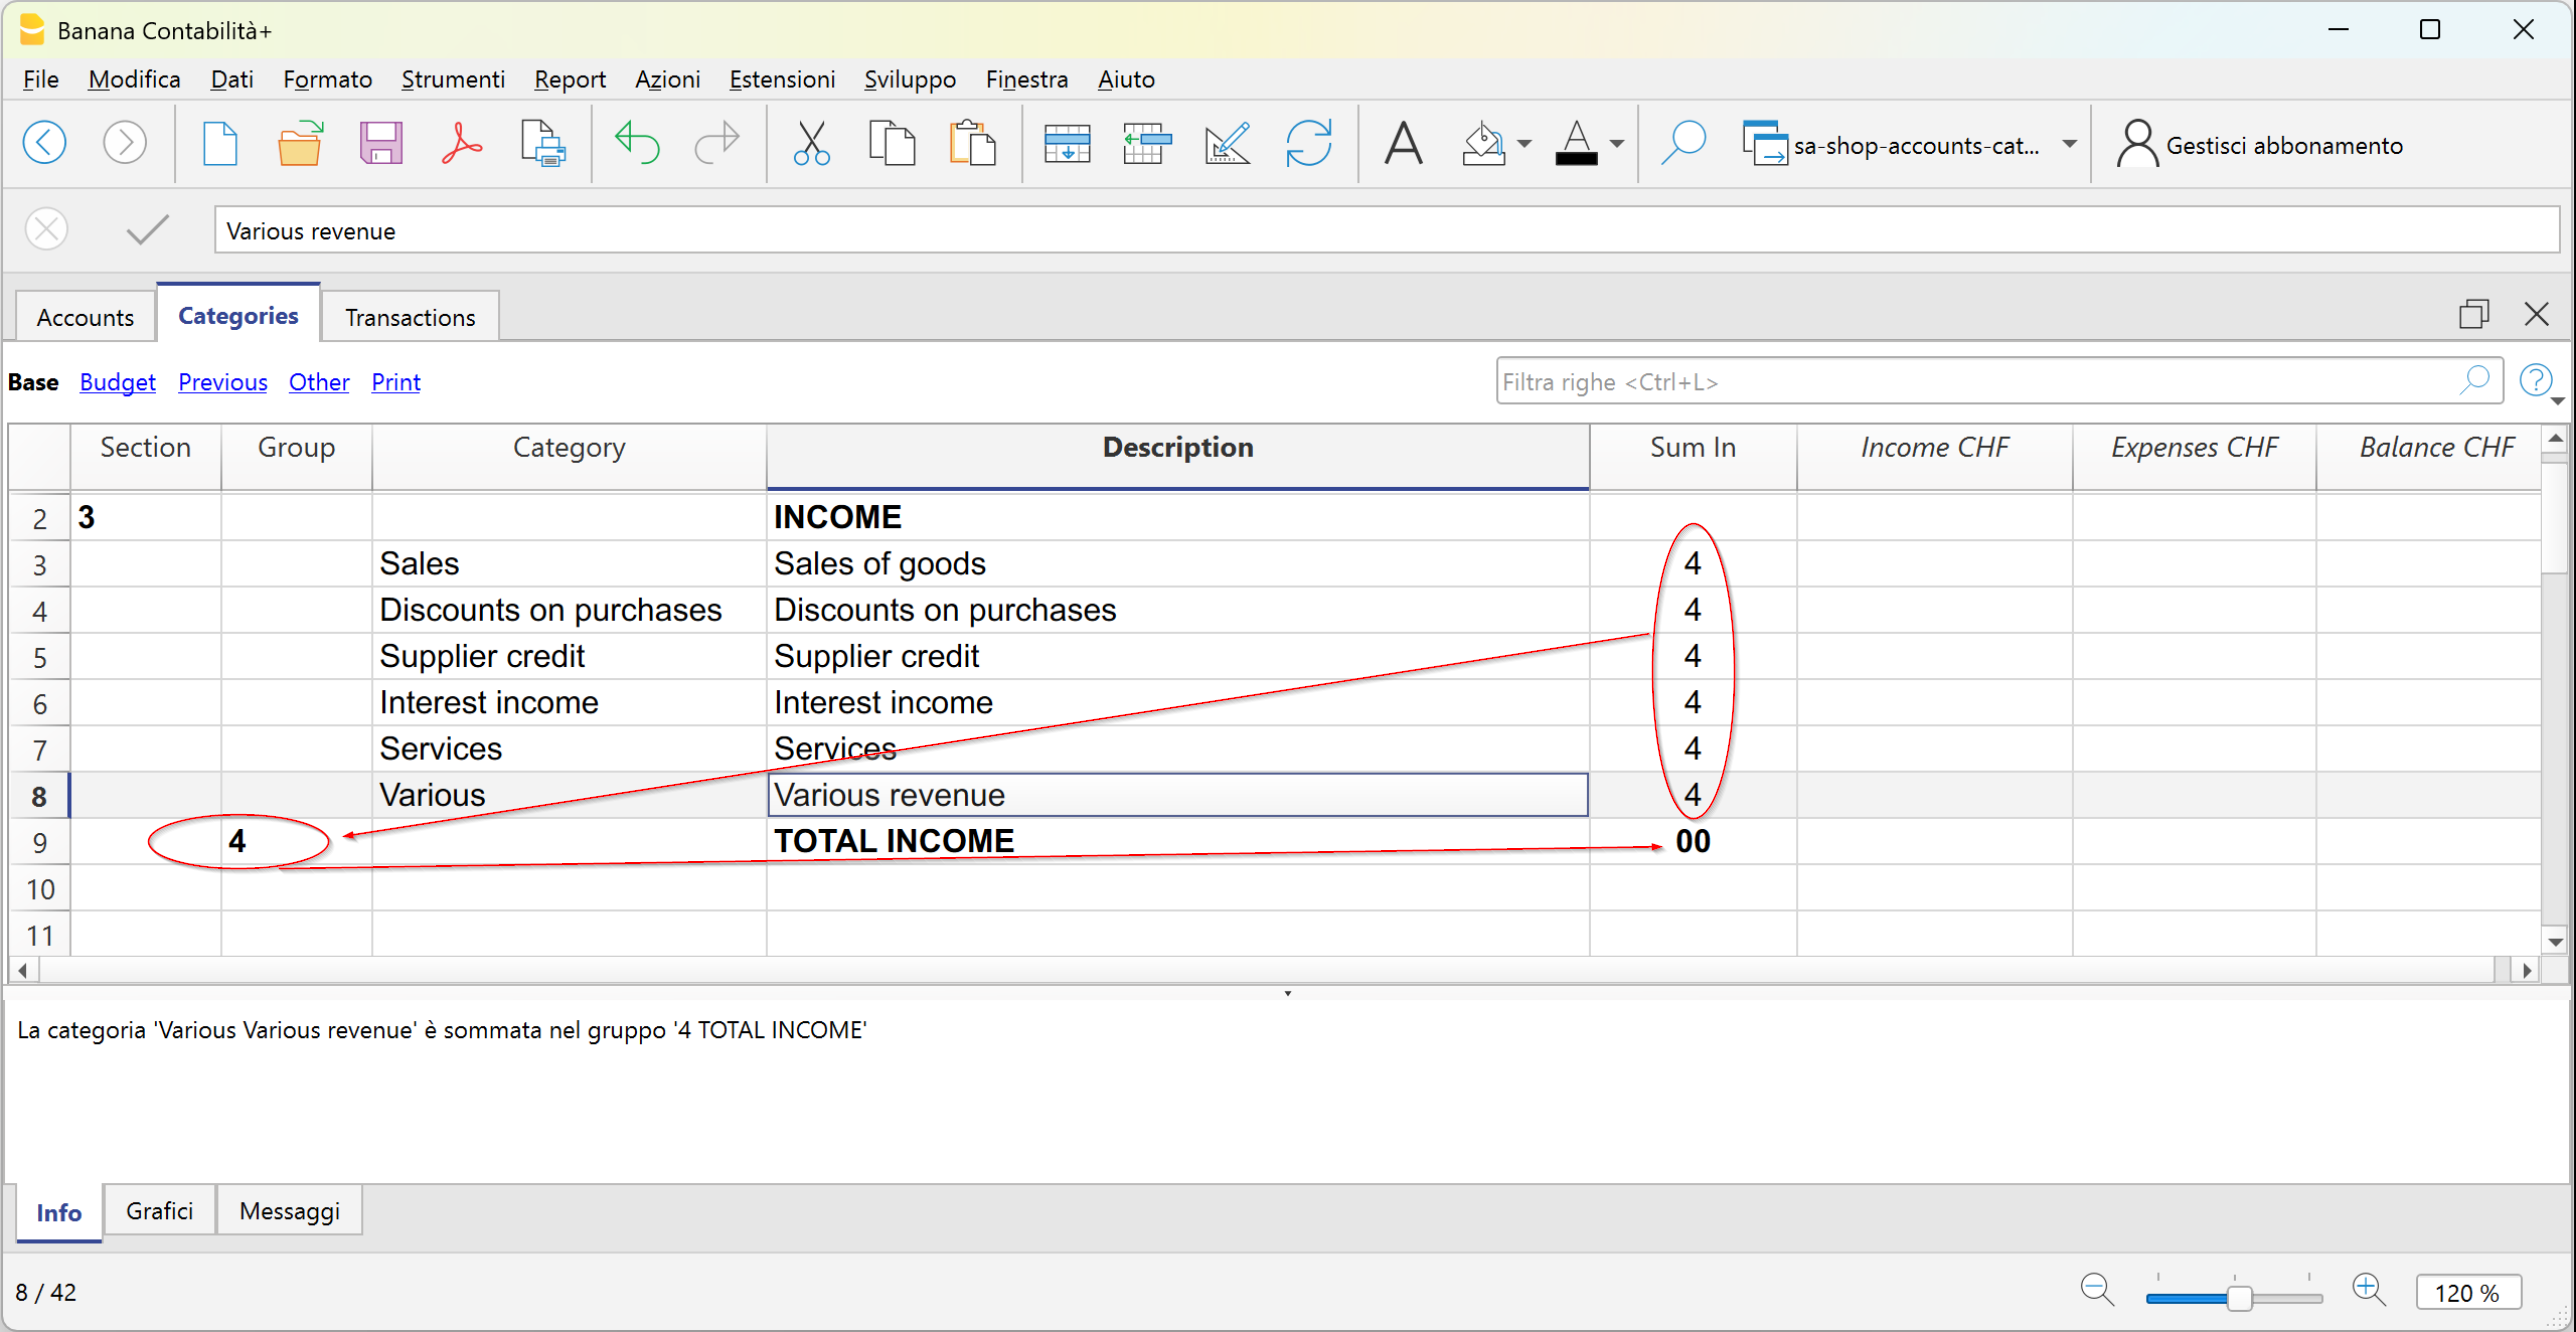 Banana Contabilità+
File Modifica Dati Formato Strumenti Report Azioni Estensioni Sviluppo Finestra Aiuto
sa-shop-accounts-cat... Gestisci abbonamento
Various revenue
Accounts Categories Transactions
Base Budget Previous Other Print Filtra righe <Ctrl+L>
Section Group Category Description Sum In Income CHF Expenses CHF Balance CHF
2 3 INCOME
3 Sales Sales of goods 4
4 Discounts on purchases Discounts on purchases 4
5 Supplier credit Supplier credit 4
6 Interest income Interest income 4
7 Services Services 4
8 Various Various revenue 4
9 4 TOTAL INCOME 00
10
11
La categoria 'Various Various revenue' è sommata nel gruppo '4 TOTAL INCOME'
Info Grafici Messaggi
8 / 42 120 %